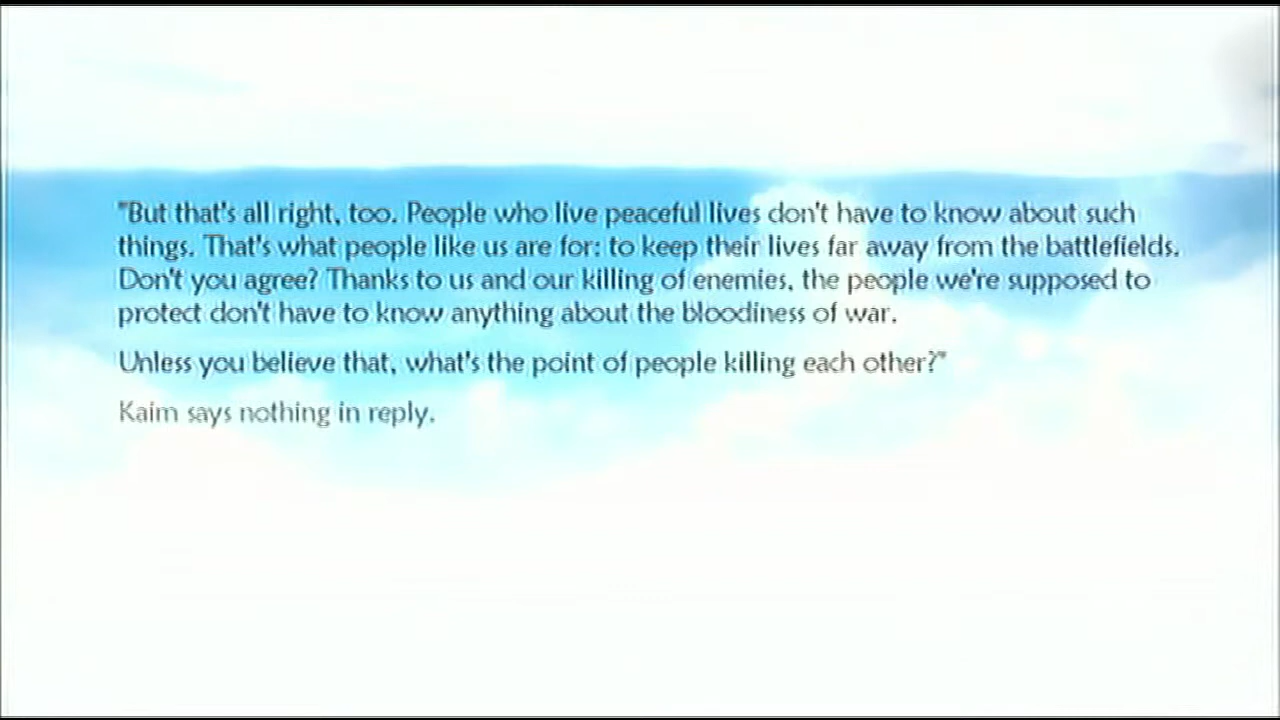 "But that's all right, too. People who live peaceful lives don't have to know about such
things. That's what people like us are for: to keep their lives far away from the battlefields.
Don't you agree? Thanks to us and our killing of enemies, the people we're supposed to
protect don't have to know anything about the bloodiness of war.
Unless you believe that, what's the point of people killing each other?"
Kaim says nothing in reply.